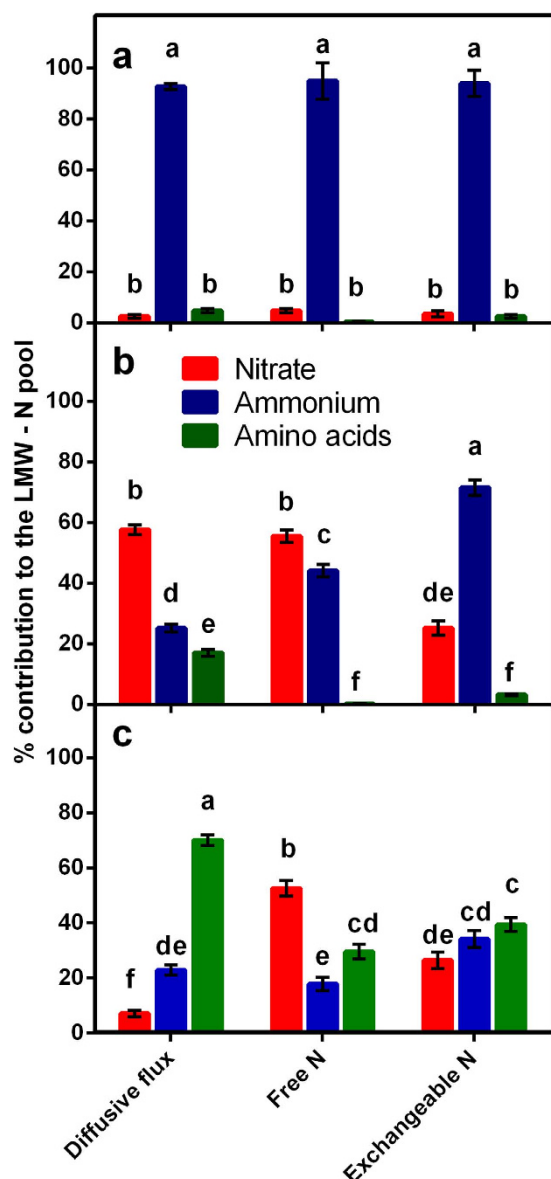 % contribution to the LMW - N pool
a
100
80
60
40
20
0
a a a
b b b b b b
b
Nitrate
Ammonium
Amino acids
100
80
60
40
20
0
b d e b c f de a f
c
100
80
60
40
20
0
f de a b e cd de cd c
Diffusive flux
Free N
Exchangeable N